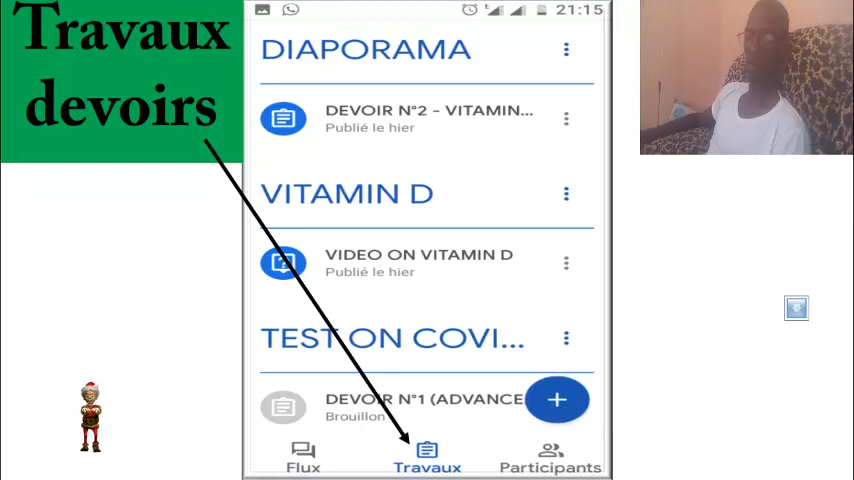 Travaux
devoirs
21:15
DIAPORAMA
DEVOIR N°2 - VITAMIN...
Publié le hier
VITAMIN D
VIDEO ON VITAMIN D
Publié le hier
TEST ON COVI...
DEVOIR N°1 (ADVANCE
Brouillon
Flux
Travaux
Participants